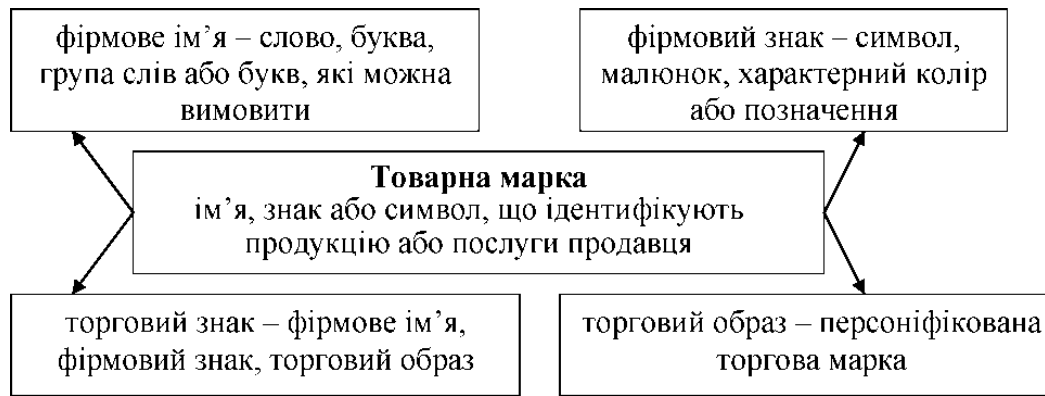 фірмове ім’я – слово, буква,
група слів або букв, які можна
вимовити
фірмовий знак – символ,
малюнок, характерний колір
або позначення
Товарна марка
ім’я, знак або символ, що ідентифікують
продукцію або послуги продавця
торговий знак – фірмове ім’я,
фірмовий знак, торговий образ
торговий образ – персоніфікована
торгова марка